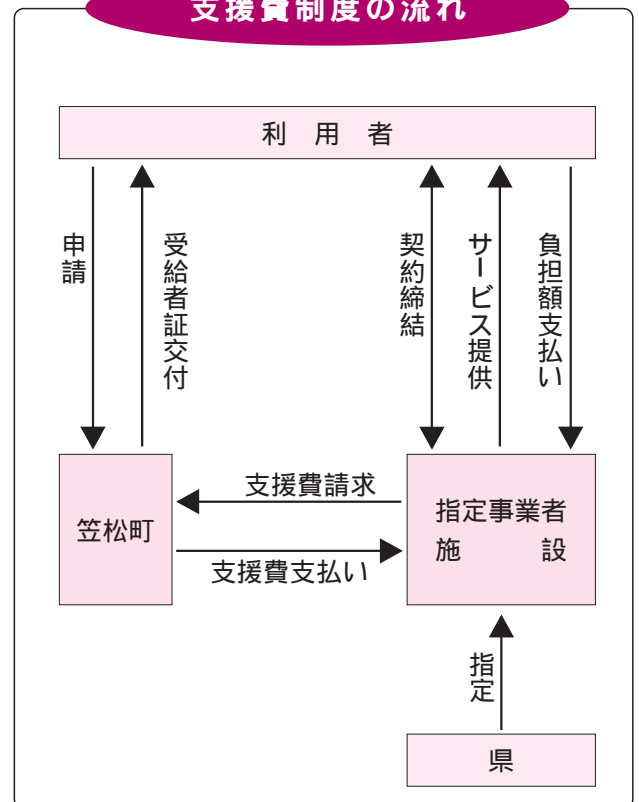 支援費制度の流れ
利用者
申請
受給者証交付
契約締結
サービス提供
負担額支払い
笠松町
支援費請求
支援費支払い
指定事業者
施設
指定
県